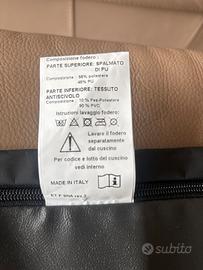 Composizione fodero:
PARTE SUPERIORE: SPALMATO
DI PU
Composizione: 55% poliestere
45% PU
PARTE INFERIORE: TESSUTO
ANTISCIVOLO
Composizione: 10% Pes-Poliestere
90% PVC
Istruzioni lavaggio fodero:
Lavare il fodero
separatamente
dal cuscino
Per codice e lotto del cuscino
vedi interno
MADE IN ITALY
rev.
subito